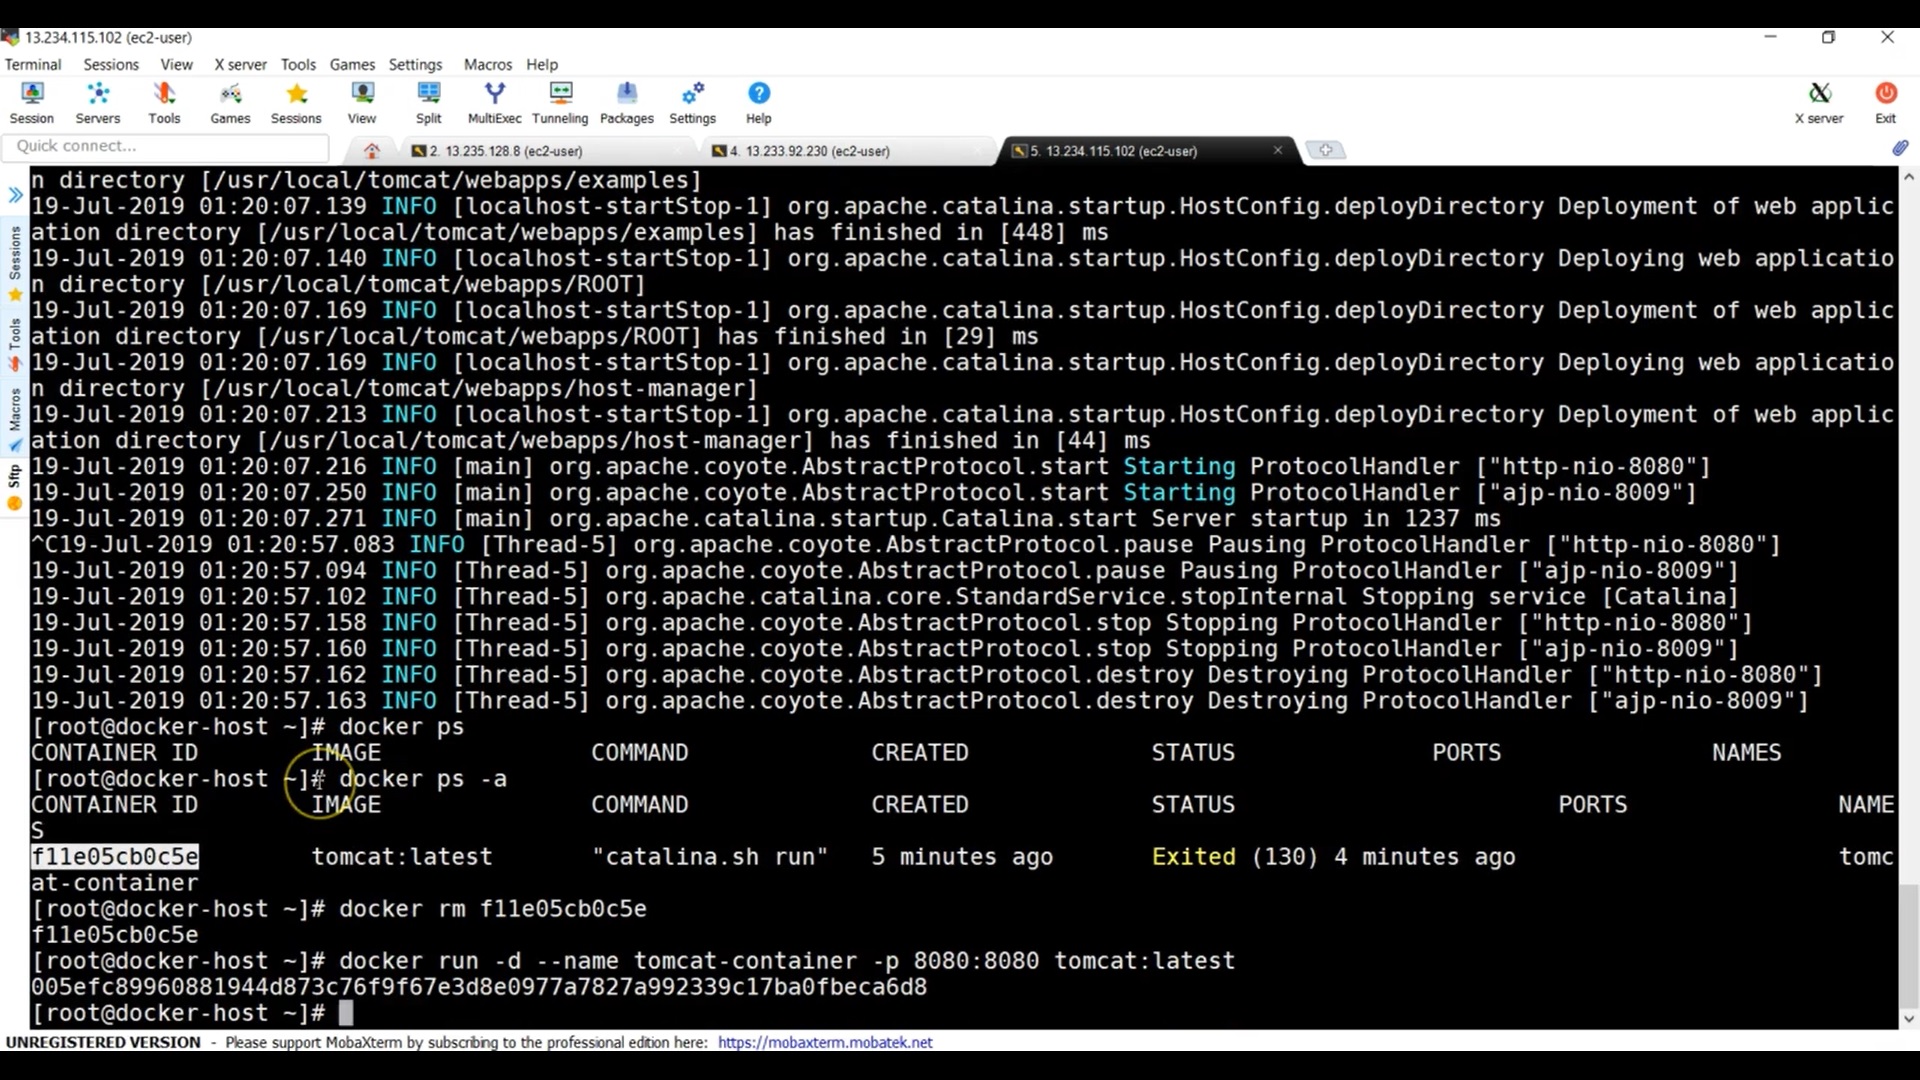 13.234.115.102 (ec2-user)
Terminal Sessions View X server Tools Games Settings Macros Help
Session Servers Tools Games Sessions View Split MultiExec Tunneling Packages Settings Help X server Exit
Quick connect... 2. 13.235.128.8 (ec2-user) 4. 13.233.92.230 (ec2-user) 5. 13.234.115.102 (ec2-user)
Sessions
Tools
Macros
Sftp
n directory [/usr/local/tomcat/webapps/examples]
19-Jul-2019 01:20:07.139 INFO [localhost-startStop-1] org.apache.catalina.startup.HostConfig.deployDirectory Deployment of web applic
ation directory [/usr/local/tomcat/webapps/examples] has finished in [448] ms
19-Jul-2019 01:20:07.140 INFO [localhost-startStop-1] org.apache.catalina.startup.HostConfig.deployDirectory Deploying web applicatio
n directory [/usr/local/tomcat/webapps/ROOT]
19-Jul-2019 01:20:07.169 INFO [localhost-startStop-1] org.apache.catalina.startup.HostConfig.deployDirectory Deployment of web applic
ation directory [/usr/local/tomcat/webapps/ROOT] has finished in [29] ms
19-Jul-2019 01:20:07.169 INFO [localhost-startStop-1] org.apache.catalina.startup.HostConfig.deployDirectory Deploying web applicatio
n directory [/usr/local/tomcat/webapps/host-manager]
19-Jul-2019 01:20:07.213 INFO [localhost-startStop-1] org.apache.catalina.startup.HostConfig.deployDirectory Deployment of web applic
ation directory [/usr/local/tomcat/webapps/host-manager] has finished in [44] ms
19-Jul-2019 01:20:07.216 INFO [main] org.apache.coyote.AbstractProtocol.start Starting ProtocolHandler ["http-nio-8080"]
19-Jul-2019 01:20:07.250 INFO [main] org.apache.coyote.AbstractProtocol.start Starting ProtocolHandler ["ajp-nio-8009"]
19-Jul-2019 01:20:07.271 INFO [main] org.apache.catalina.startup.Catalina.start Server startup in 1237 ms
^C19-Jul-2019 01:20:57.083 INFO [Thread-5] org.apache.coyote.AbstractProtocol.pause Pausing ProtocolHandler ["http-nio-8080"]
19-Jul-2019 01:20:57.094 INFO [Thread-5] org.apache.coyote.AbstractProtocol.pause Pausing ProtocolHandler ["ajp-nio-8009"]
19-Jul-2019 01:20:57.102 INFO [Thread-5] org.apache.catalina.core.StandardService.stopInternal Stopping service [Catalina]
19-Jul-2019 01:20:57.158 INFO [Thread-5] org.apache.coyote.AbstractProtocol.stop Stopping ProtocolHandler ["http-nio-8080"]
19-Jul-2019 01:20:57.160 INFO [Thread-5] org.apache.coyote.AbstractProtocol.stop Stopping ProtocolHandler ["ajp-nio-8009"]
19-Jul-2019 01:20:57.162 INFO [Thread-5] org.apache.coyote.AbstractProtocol.destroy Destroying ProtocolHandler ["http-nio-8080"]
19-Jul-2019 01:20:57.163 INFO [Thread-5] org.apache.coyote.AbstractProtocol.destroy Destroying ProtocolHandler ["ajp-nio-8009"]
[root@docker-host ~]# docker ps
CONTAINER ID IMAGE COMMAND CREATED STATUS PORTS NAMES
[root@docker-host ~]# docker ps -a
CONTAINER ID IMAGE COMMAND CREATED STATUS PORTS NAME
S
f11e05cb0c5e tomcat:latest "catalina.sh run" 5 minutes ago Exited (130) 4 minutes ago tomc
at-container
[root@docker-host ~]# docker rm f11e05cb0c5e
f11e05cb0c5e
[root@docker-host ~]# docker run -d --name tomcat-container -p 8080:8080 tomcat:latest
005efc89960881944d873c76f9f67e3d8e0977a7827a992339c17ba0fbeca6d8
[root@docker-host ~]#
UNREGISTERED VERSION - Please support MobaXterm by subscribing to the professional edition here: https://mobaxterm.mobatek.net